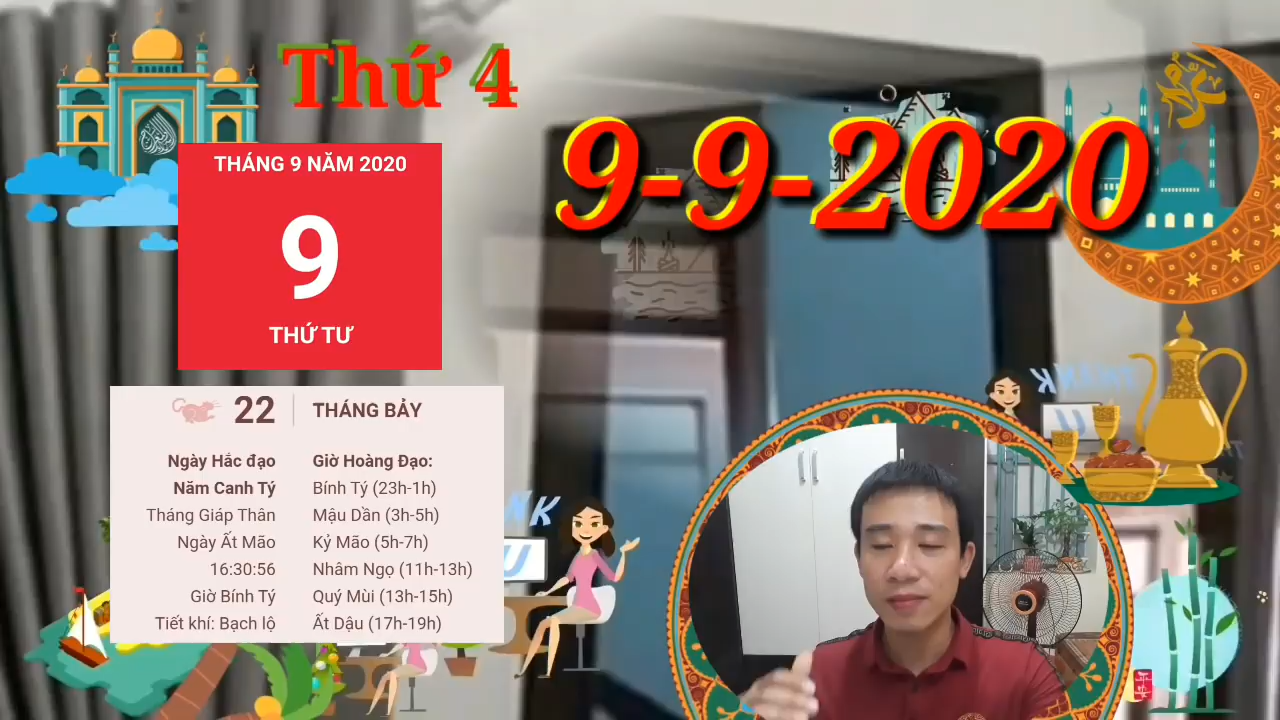 Thứ 4
9-9-2020
THÁNG 9 NĂM 2020
9
THỨ TƯ
22
THÁNG BẢY
Ngày Hắc đạo
Năm Canh Tý
Tháng Giáp Thân
Ngày Ất Mão
16:30:56
Giờ Bính Tý
Tiết khí: Bạch lộ
Giờ Hoàng Đạo:
Bính Tý (23h-1h)
Mậu Dần (3h-5h)
Kỷ Mão (5h-7h)
Nhâm Ngọ (11h-13h)
Quý Mùi (13h-15h)
Ất Dậu (17h-19h)